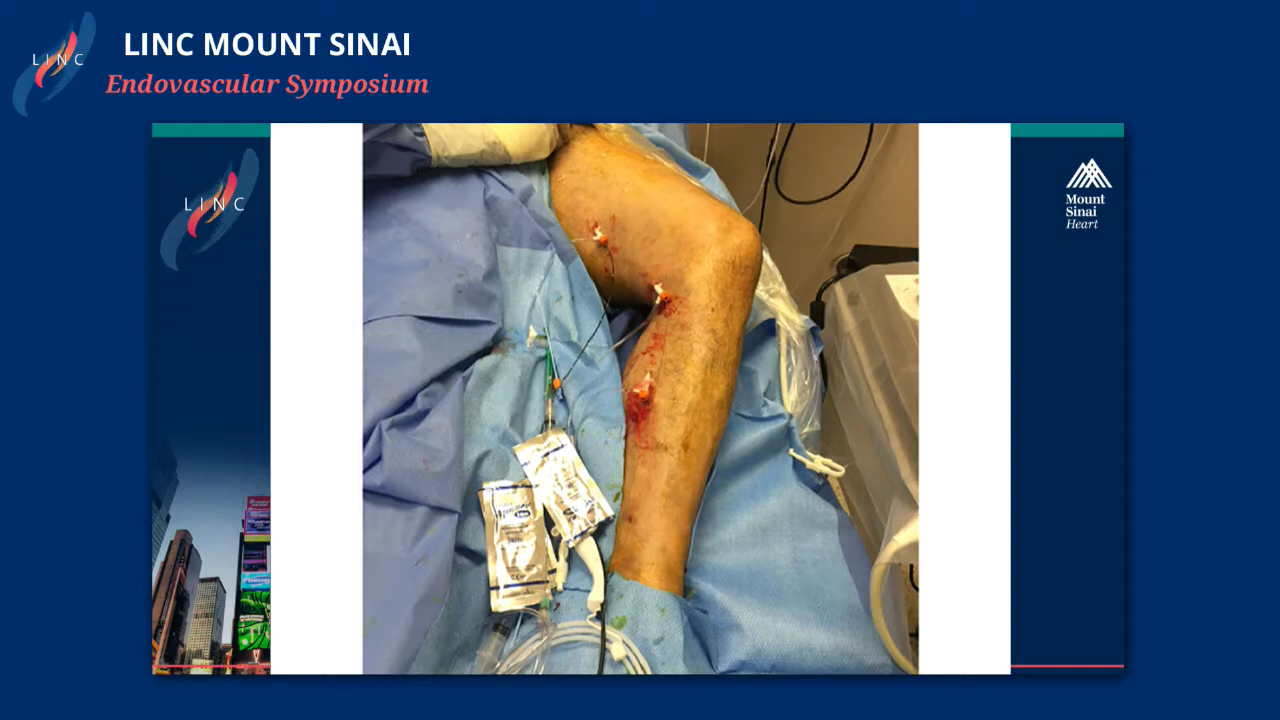 LINC
LINC MOUNT SINAI
Endovascular Symposium
LINC
Mount
Sinai
Heart